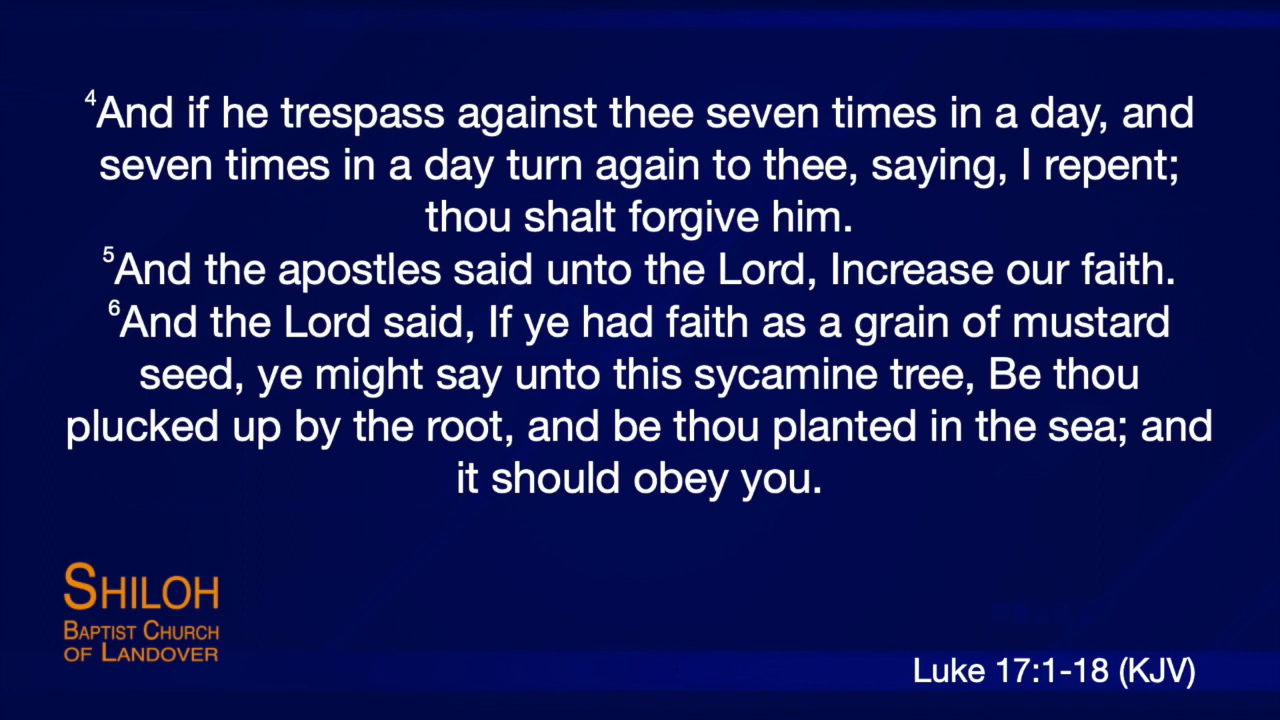 ⁴And if he trespass against thee seven times in a day, and
seven times in a day turn again to thee, saying, I repent;
thou shalt forgive him.
⁵And the apostles said unto the Lord, Increase our faith.
⁶And the Lord said, If ye had faith as a grain of mustard
seed, ye might say unto this sycamine tree, Be thou
plucked up by the root, and be thou planted in the sea; and
it should obey you.
SHILOH
BAPTIST CHURCH
OF LANDOVER
Luke 17:1-18 (KJV)